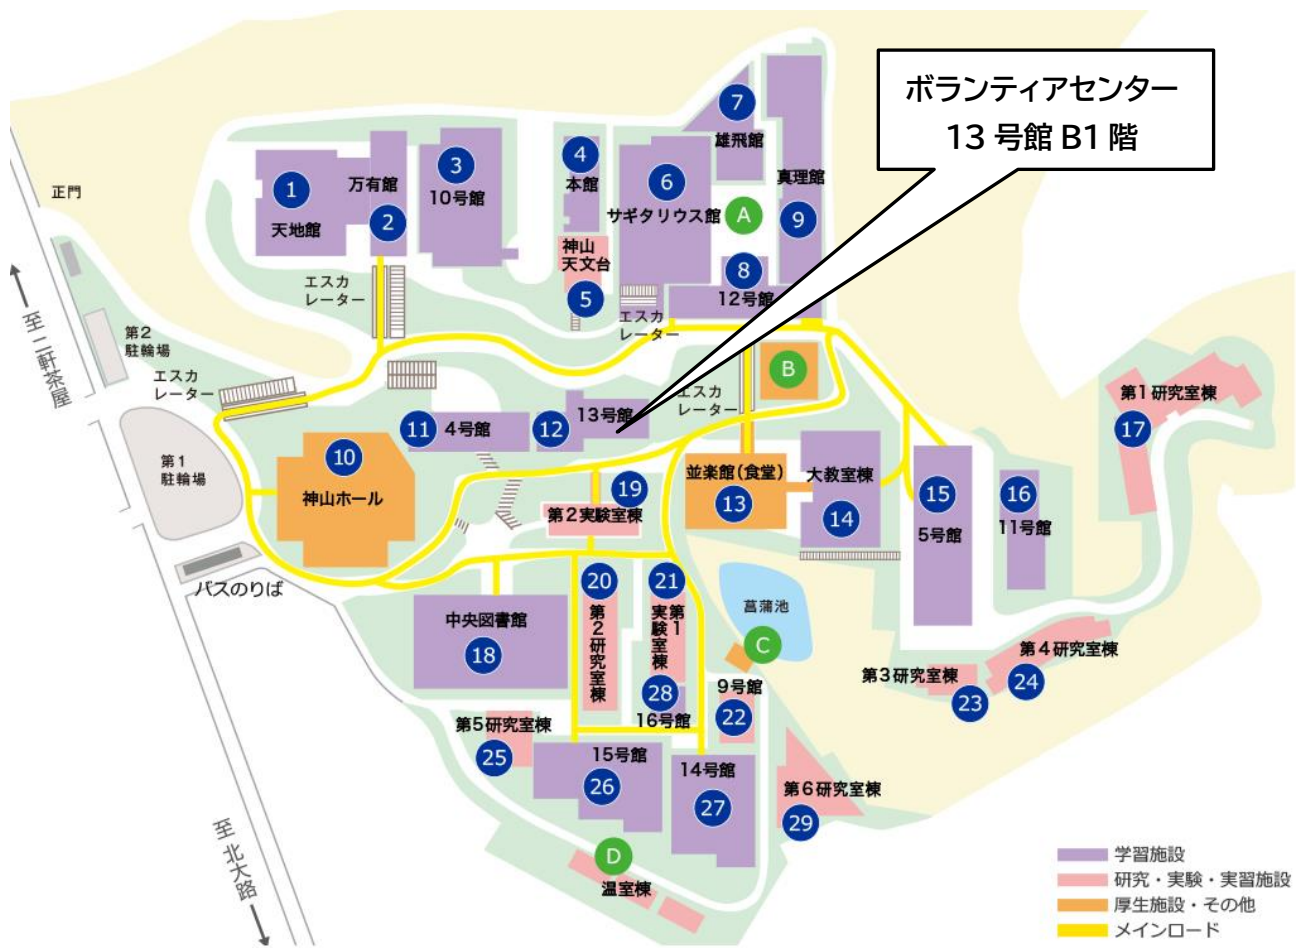 ボランティアセンター
13 号館 B1 階
正門
至 二軒茶屋
第2
駐輪場
エスカ
レーター
第1
駐輪場
バスのりば
至 北大路
1
天地館
万有館
2
3
10号館
エスカ
レーター
4
本館
神山
天文台
5
6
サギタリウス館
7
雄飛館
A
真理館
9
8
12号館
エスカ
レーター
B
エスカ
レーター
10
神山ホール
11
4号館
12
13号館
並楽館(食堂)
13
大教室棟
14
15
5号館
16
11号館
第1研究室棟
17
中央図書館
18
19
第2実験室棟
20
第2研究室棟
21
第1
実験室棟
28
16号館
菖蒲池
C
9号館
22
第3研究室棟
23
第4研究室棟
24
第5研究室棟
25
15号館
26
14号館
27
第6研究室棟
29
D
温室棟
学習施設
研究・実験・実習施設
厚生施設・その他
メインロード